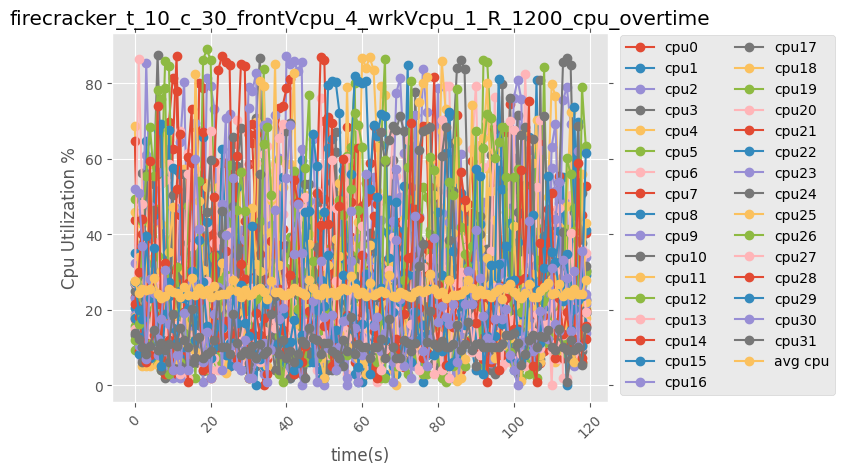 firecracker_t_10_c_30_frontVcpu_4_wrkVcpu_1_R_1200_cpu_overtime
Cpu Utilization %
80
60
40
20
0
0
20
40
60
80
100
120
time(s)
cpu0
cpu1
cpu2
cpu3
cpu4
cpu5
cpu6
cpu7
cpu8
cpu9
cpu10
cpu11
cpu12
cpu13
cpu14
cpu15
cpu16
cpu17
cpu18
cpu19
cpu20
cpu21
cpu22
cpu23
cpu24
cpu25
cpu26
cpu27
cpu28
cpu29
cpu30
cpu31
avg cpu